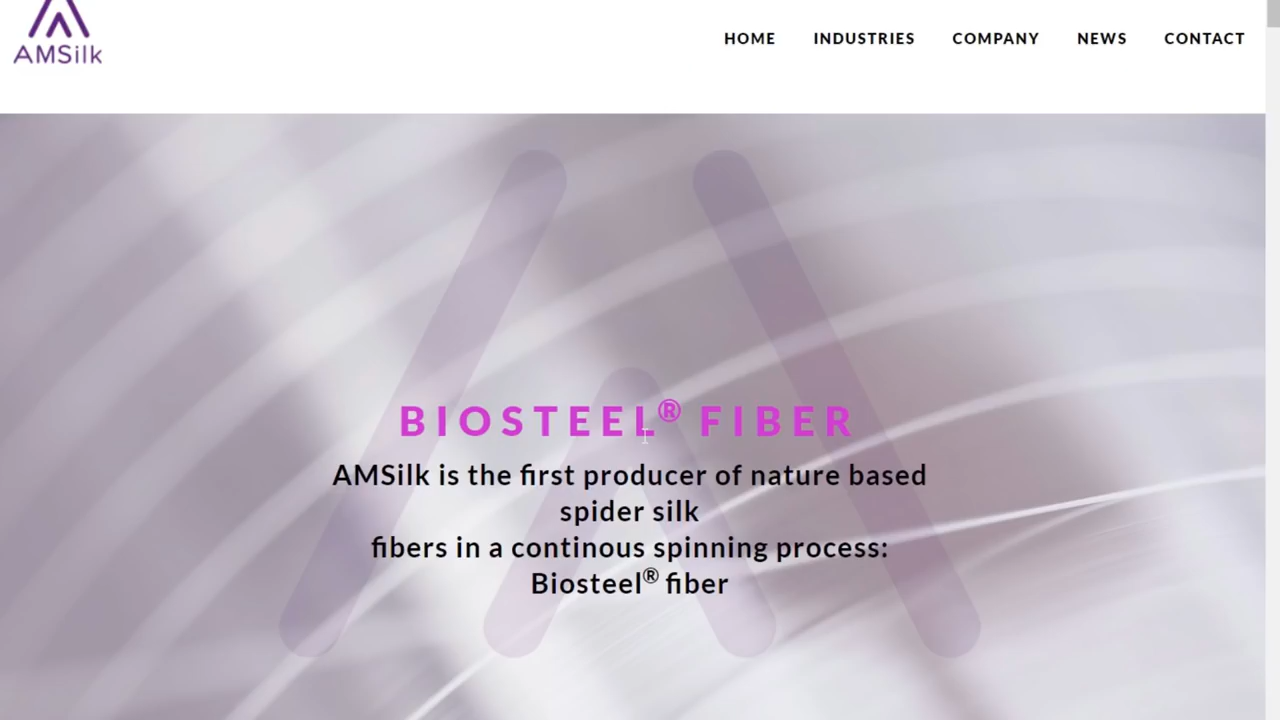 AMSilk
HOME INDUSTRIES COMPANY NEWS CONTACT
BIOSTEEL® FIBER
AMSilk is the first producer of nature based
spider silk
fibers in a continous spinning process:
Biosteel® fiber